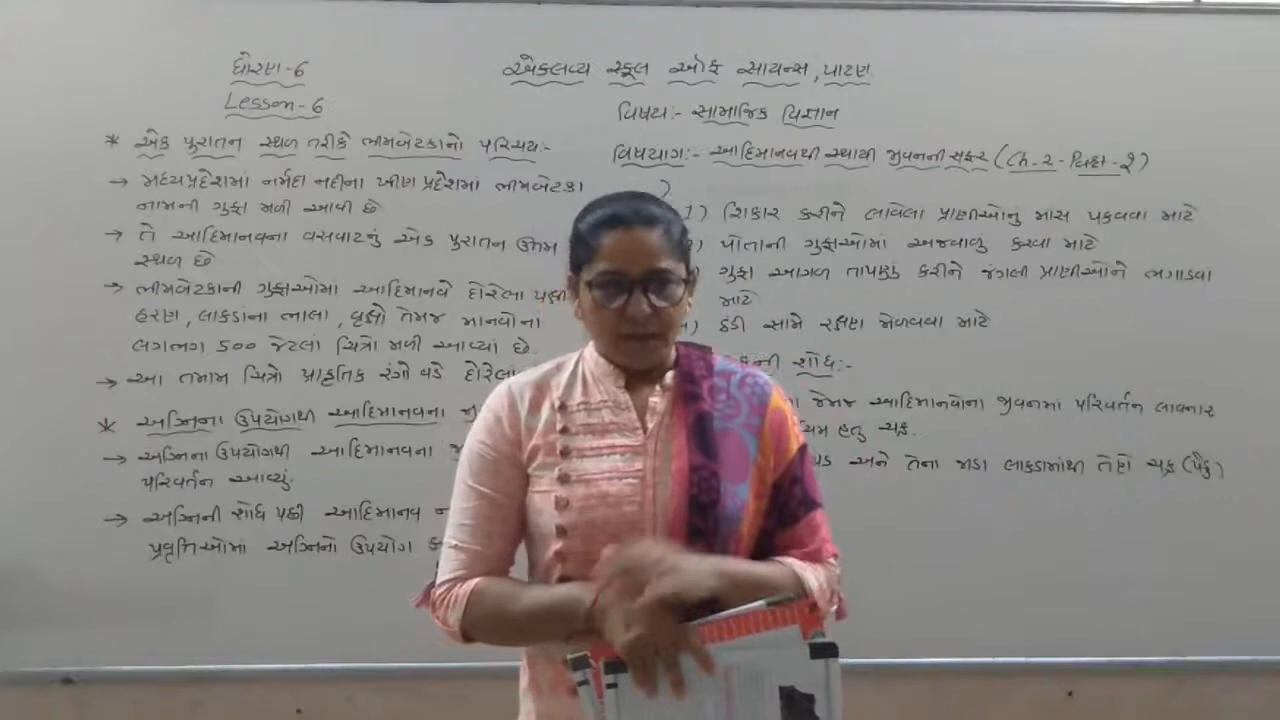 ધોરણ-6
Lesson-6
એકલવ્ય સ્કૂલ ઓફ સાયન્સ, પાટણ
વિષય:- સામાજિક વિજ્ઞાન
* એક પુરાતન સ્થળ તરીકે ભીમબેટકાનો પરિચય:-
→ મધ્યપ્રદેશમાં નર્મદા નદીના ખીણ પ્રદેશમાં ભીમબેટકા
નામની ગુફા મળી આવી છે
→ તે આદિમાનવના વસવાટનું એક પુરાતન ઉત્તમ
સ્થળ છે
→ ભીમબેટકાની ગુફાઓમાં આદિમાનવે દોરેલા પક્ષી
હરણ, લાકડાના ભાલા, વૃક્ષો તેમજ માનવોના
લગભગ 500 જેટલાં ચિત્રો મળી આવ્યાં છે.
→ આ તમામ ચિત્રો પ્રાકૃતિક રંગો વડે દોરેલાં
* અગ્નિના ઉપયોગથી આદિમાનવના
→ અગ્નિના ઉપયોગથી આદિમાનવના
પરિવર્તન આવ્યું.
→ અગ્નિની શોધ પછી આદિમાનવ
પ્રવૃત્તિઓમાં અગ્નિનો ઉપયોગ
વિષયાંગ:- આદિમાનવથી સ્થાયી જીવનની સફર (Ch-2-વિભા-2)
1) શિકાર કરીને લાવેલા પ્રાણીઓનું માંસ પકવવા માટે
) પોતાની ગુફાઓમાં અજવાળું કરવા માટે
ગુફા આગળ તાપણું કરીને જંગલી પ્રાણીઓને ભગાડવા
માટે
) ઠંડી સામે રક્ષણ મેળવવા માટે
ની શોધ:-
જેમજ આદિમાનવોના જીવનમાં પરિવર્તન લાવનાર
હતુ ચક્ર.
અને તેના જાડા લાકડામાંથી તેણે ચક્ર (પૈડું)